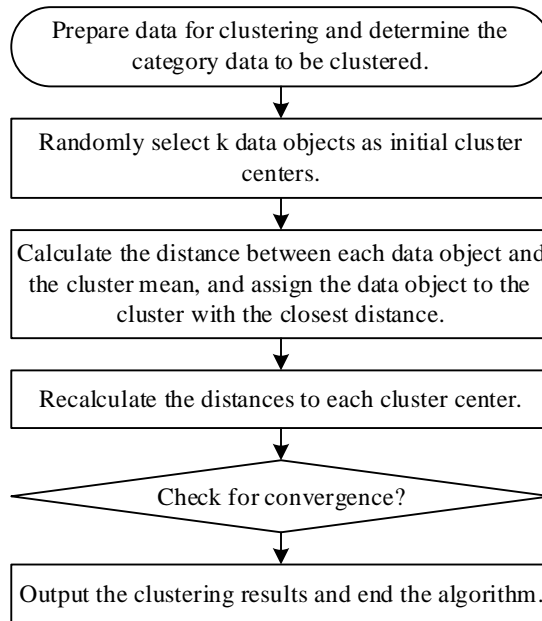 Prepare data for clustering and determine the
category data to be clustered.
Randomly select k data objects as initial cluster
centers.
Calculate the distance between each data object and
the cluster mean, and assign the data object to the
cluster with the closest distance.
Recalculate the distances to each cluster center.
Check for convergence?
Output the clustering results and end the algorithm.